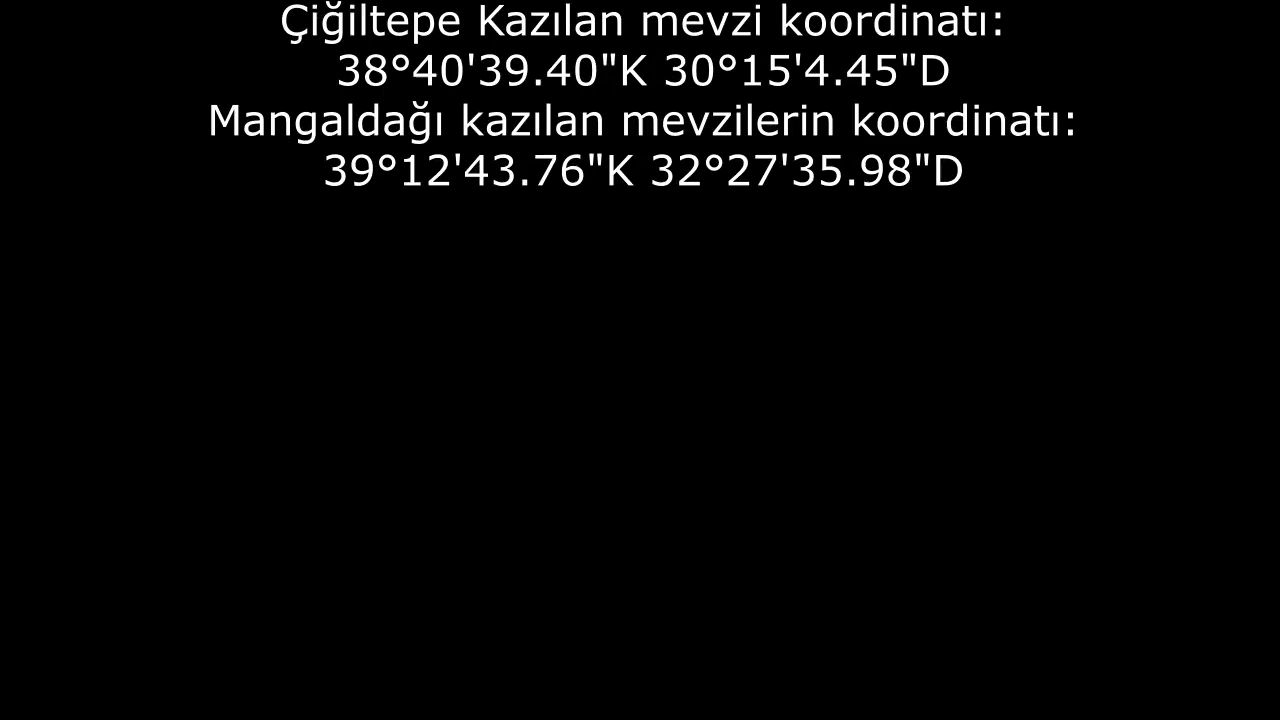 Çiğiltepe Kazılan mevzi koordinatı:
38°40'39.40"K 30°15'4.45"D
Mangaldağı kazılan mevzilerin koordinatı:
39°12'43.76"K 32°27'35.98"D